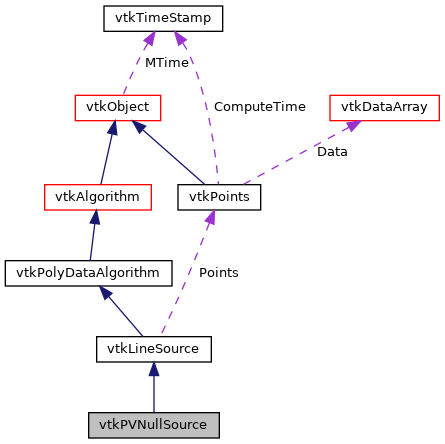 vtkTimeStamp
MTime
vtkObject
ComputeTime
vtkDataArray
Data
vtkAlgorithm
vtkPoints
vtkPolyDataAlgorithm
Points
vtkLineSource
vtkPVNullSource